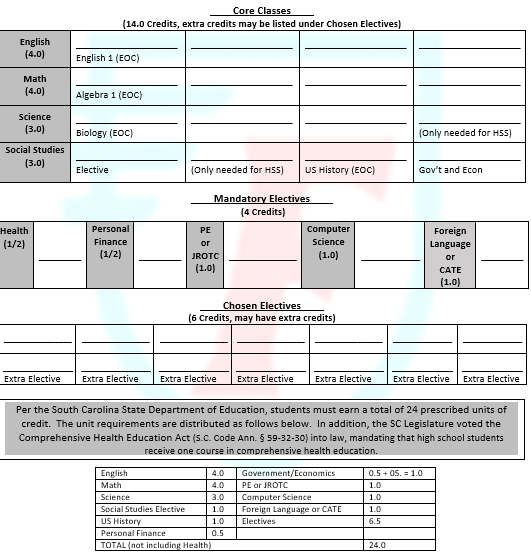 Core Classes
(14.0 Credits, extra credits may be listed under Chosen Electives)
English
(4.0)
English 1 (EOC)
Math
(4.0)
Algebra 1 (EOC)
Science
(3.0)
Biology (EOC)
(Only needed for HSS)
Social Studies
(3.0)
Elective
(Only needed for HSS)
US History (EOC)
Gov't and Econ
Mandatory Electives
(4 Credits)
Health
(1/2)
Personal
Finance
(1/2)
PE
or
JROTC
(1.0)
Computer
Science
(1.0)
Foreign
Language
or
CATE
(1.0)
Chosen Electives
(6 Credits, may have extra credits)
Extra Elective Extra Elective Extra Elective Extra Elective Extra Elective Extra Elective Extra Elective
Per the South Carolina State Department of Education, students must earn a total of 24 prescribed units of
credit. The unit requirements are distributed as follows below. In addition, the SC Legislature voted the
Comprehensive Health Education Act (S.C. Code Ann. § 59-32-30) into law, mandating that high school students
receive one course in comprehensive health education.
English 4.0 Government/Economics 0.5 + 05. = 1.0
Math 4.0 PE or JROTC 1.0
Science 3.0 Computer Science 1.0
Social Studies Elective 1.0 Foreign Language or CATE 1.0
US History 1.0 Electives 6.5
Personal Finance 0.5
TOTAL (not including Health) 24.0